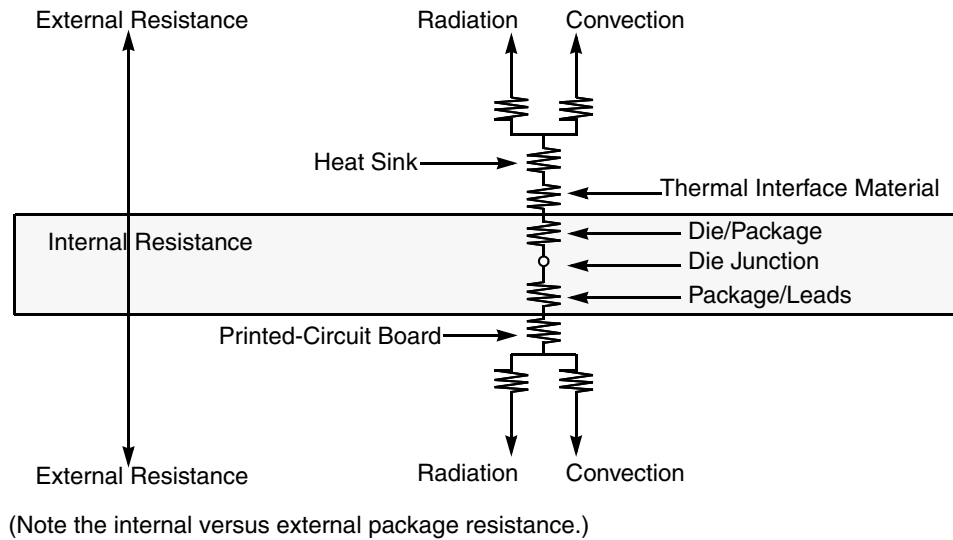 External Resistance
Radiation
Convection
Heat Sink
Thermal Interface Material
Internal Resistance
Die/Package
Die Junction
Package/Leads
Printed-Circuit Board
External Resistance
Radiation
Convection
(Note the internal versus external package resistance.)